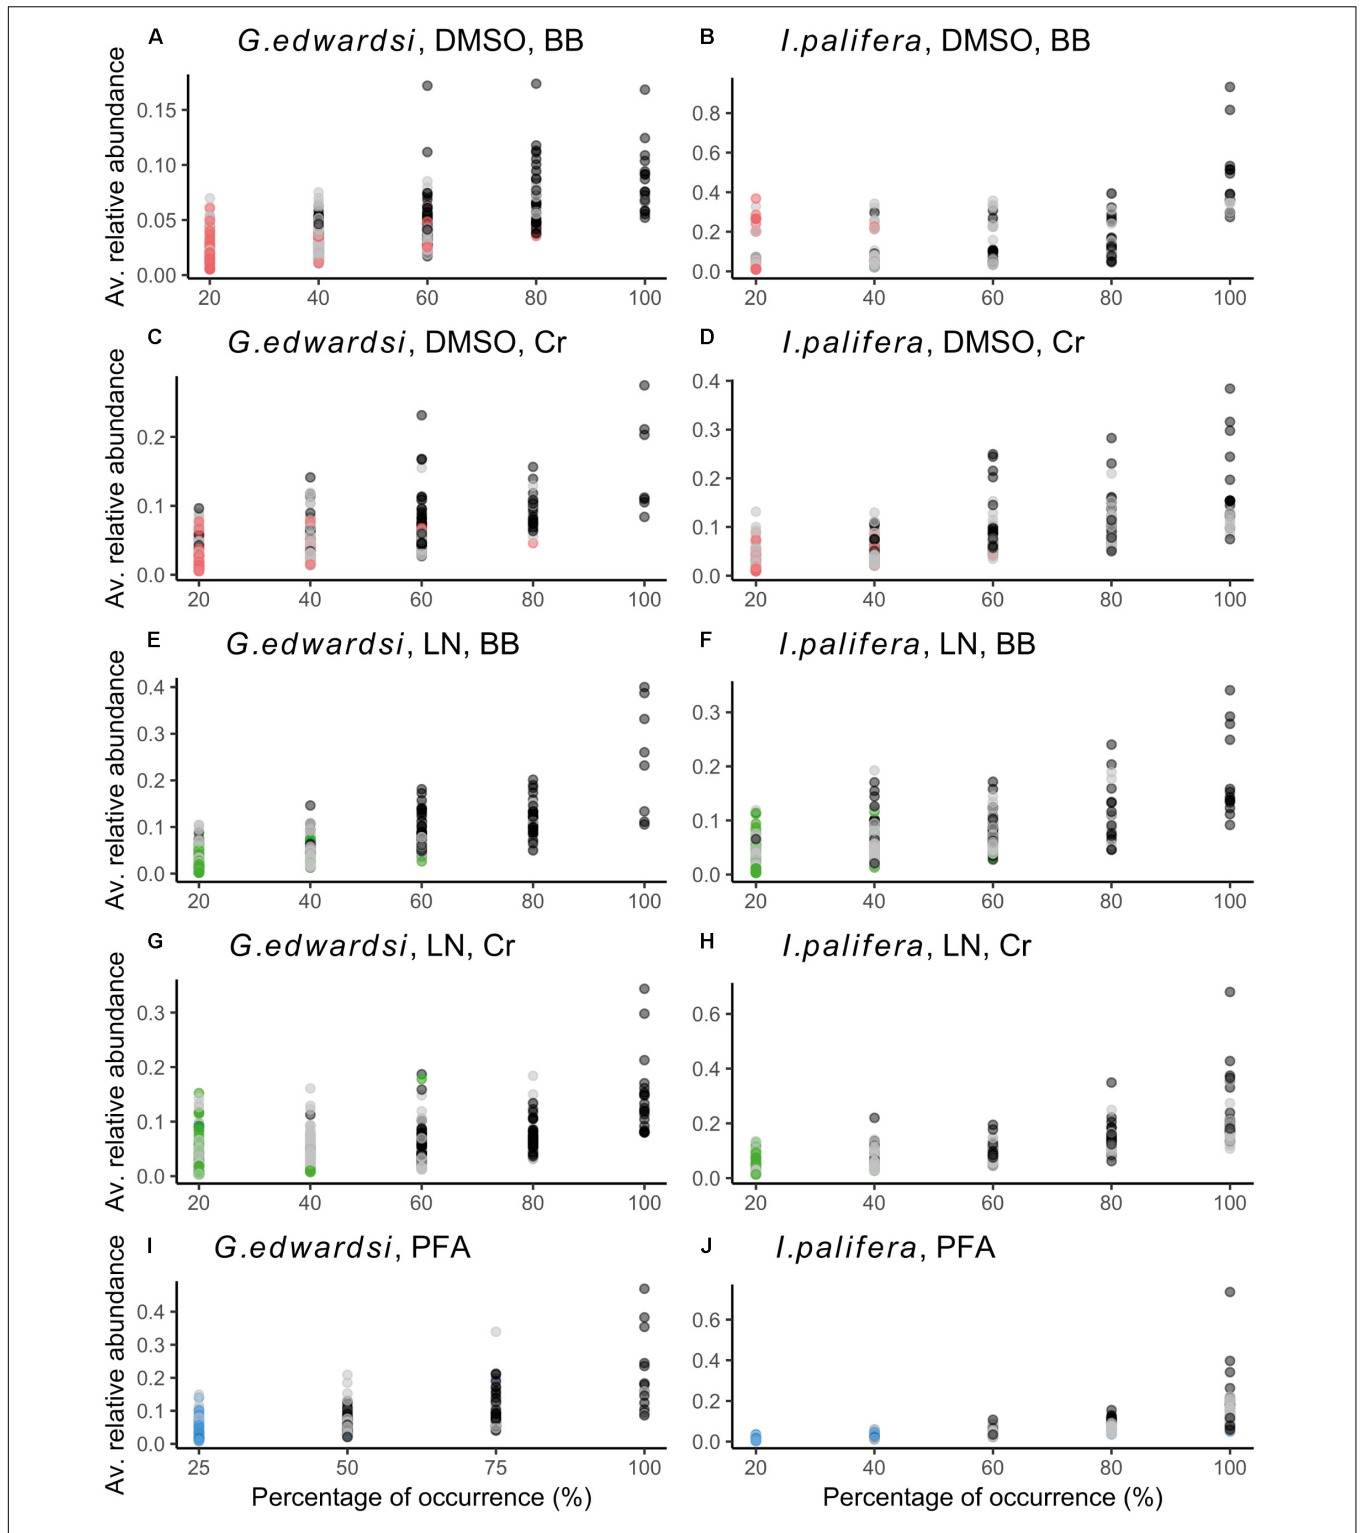 A G.edwardsi, DMSO, BB
Av. relative abundance
0.15
0.10
0.05
0.00
20 40 60 80 100
B I.palifera, DMSO, BB
0.8
0.6
0.4
0.2
0.0
20 40 60 80 100
C G.edwardsi, DMSO, Cr
Av. relative abundance
0.2
0.1
0.0
20 40 60 80 100
D I.palifera, DMSO, Cr
0.4
0.3
0.2
0.1
0.0
20 40 60 80 100
E G.edwardsi, LN, BB
Av. relative abundance
0.4
0.3
0.2
0.1
0.0
20 40 60 80 100
F I.palifera, LN, BB
0.3
0.2
0.1
0.0
20 40 60 80 100
G G.edwardsi, LN, Cr
Av. relative abundance
0.3
0.2
0.1
0.0
20 40 60 80 100
H I.palifera, LN, Cr
0.6
0.4
0.2
0.0
20 40 60 80 100
I G.edwardsi, PFA
Av. relative abundance
0.4
0.3
0.2
0.1
0.0
25 50 75 100
Percentage of occurrence (%)
J I.palifera, PFA
0.6
0.4
0.2
0.0
20 40 60 80 100
Percentage of occurrence (%)